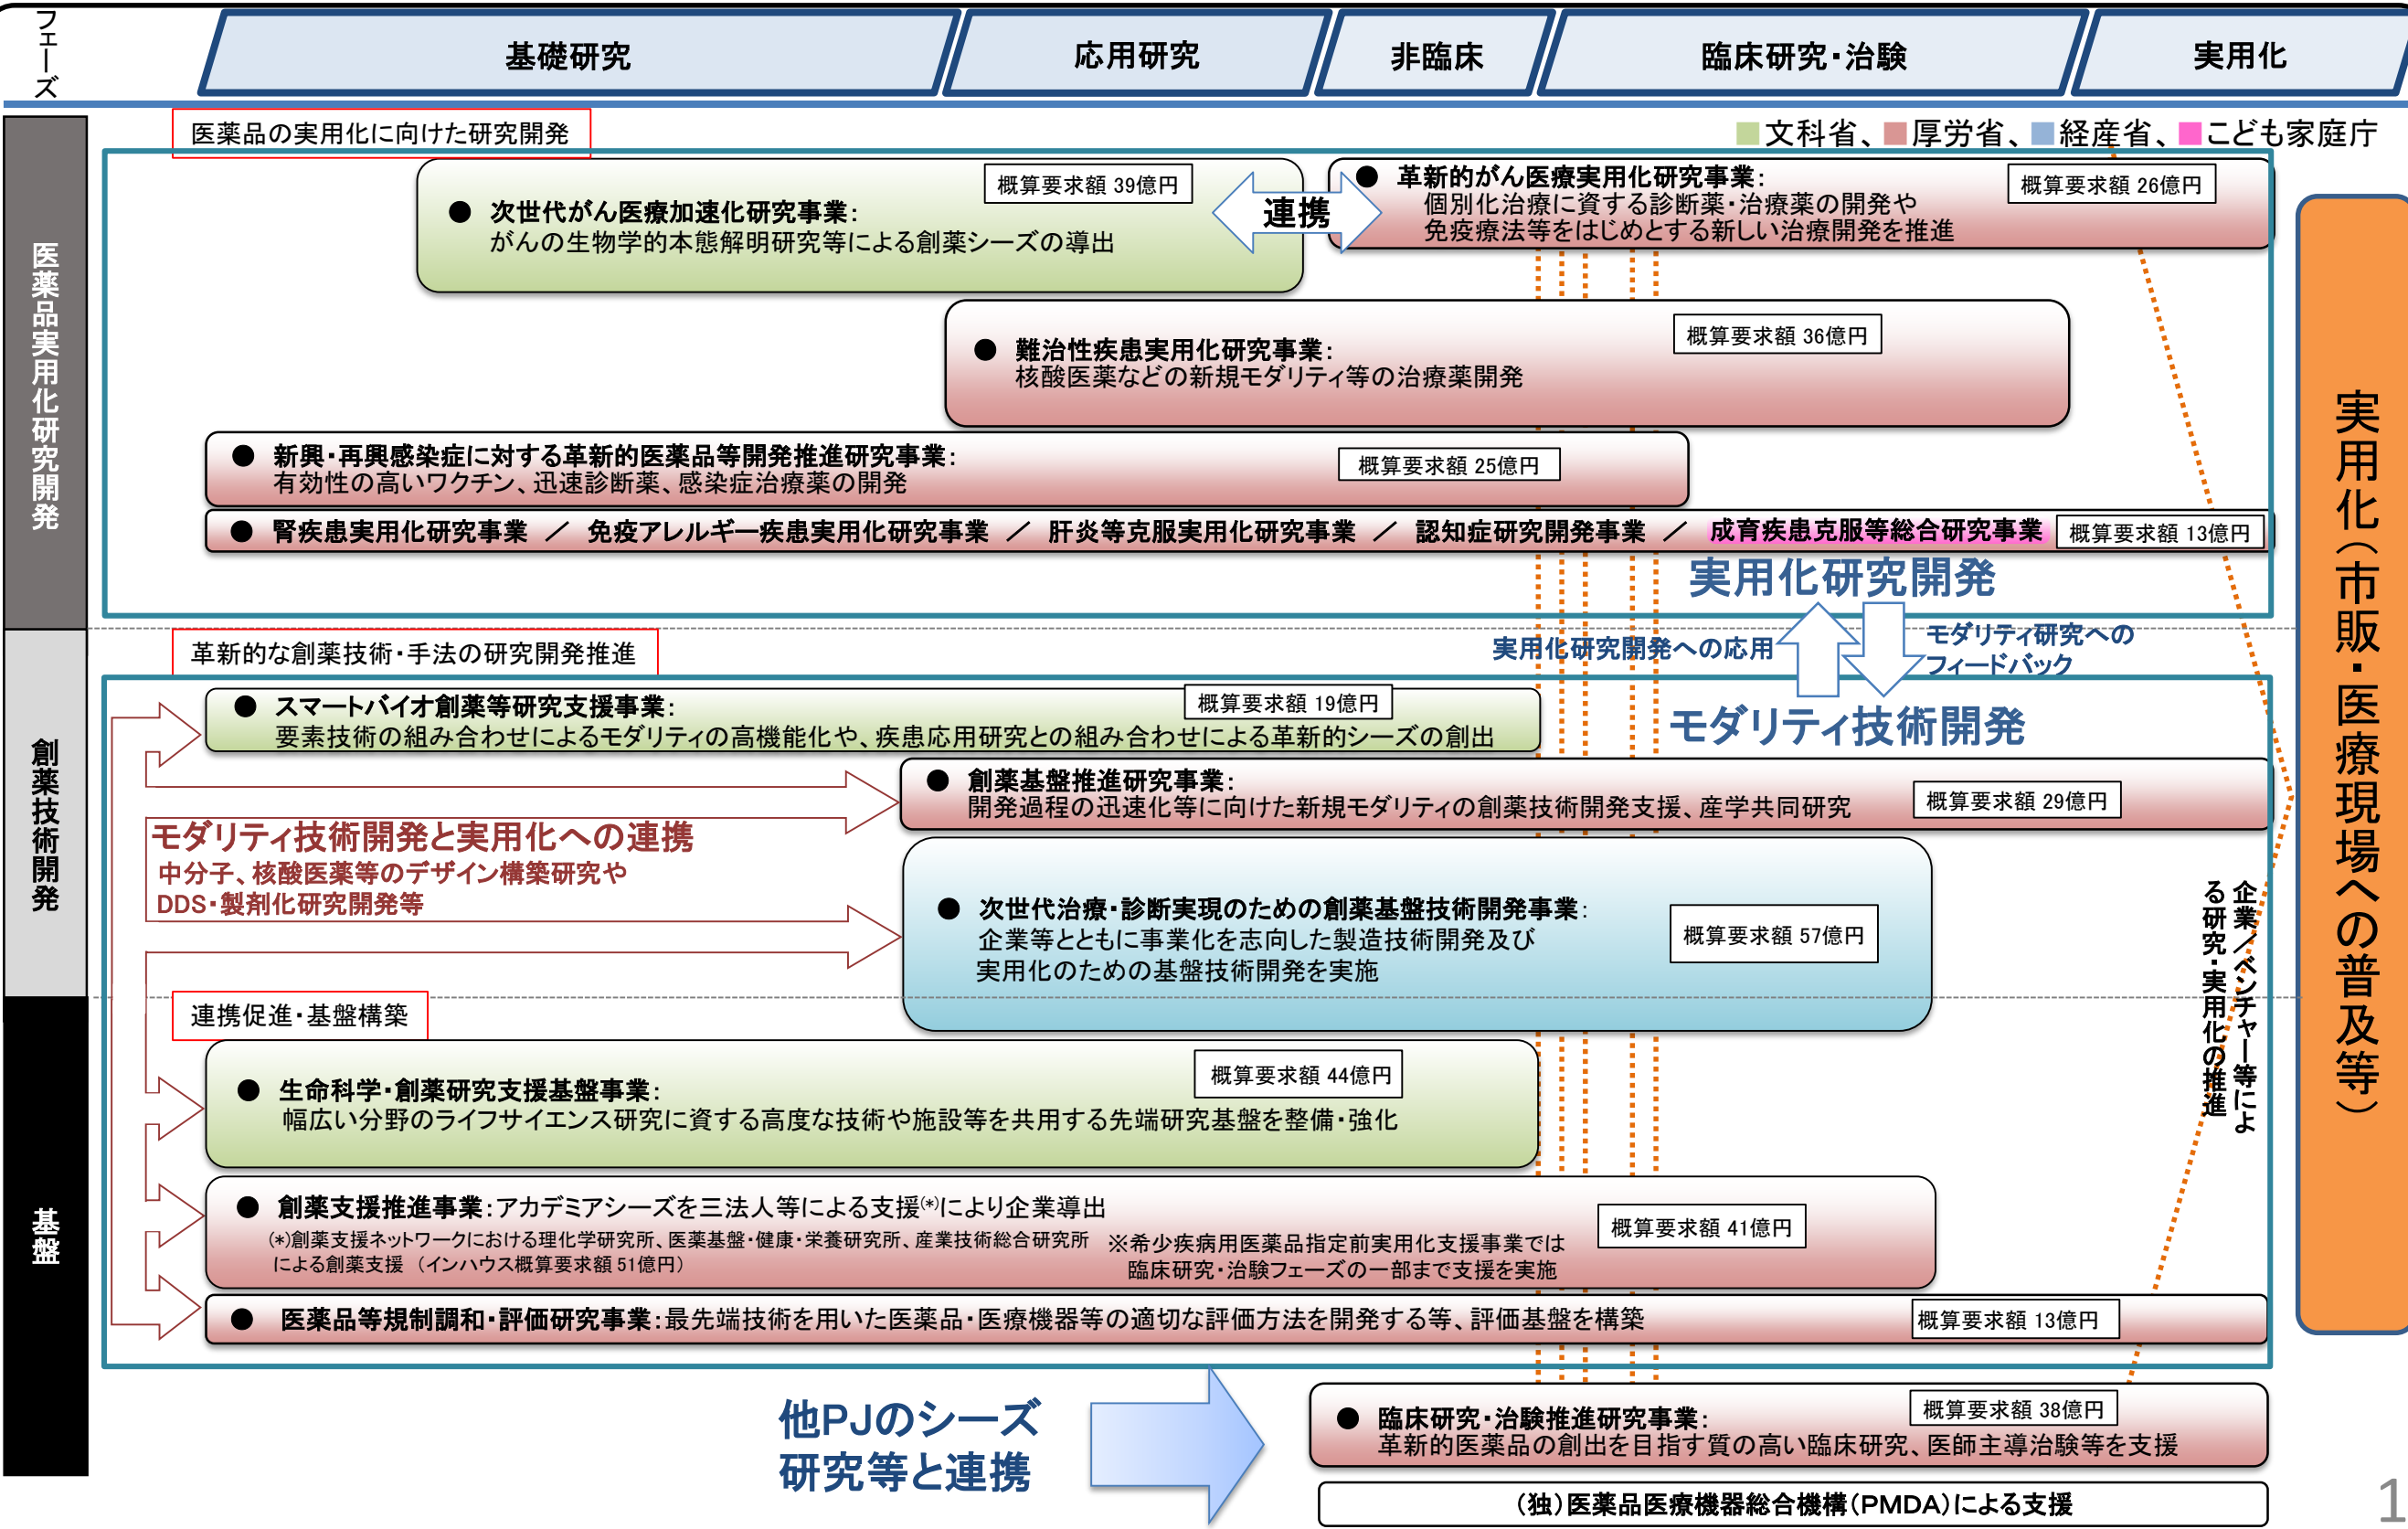 フェーズ
基礎研究
応用研究
非臨床
臨床研究・治験
実用化
医薬品の実用化に向けた研究開発
文科省、厚労省、経産省、こども家庭庁
医薬品実用化研究開発
概算要求額 39億円
● 次世代がん医療加速化研究事業：
がんの生物学的本態解明研究等による創薬シーズの導出
連携
● 革新的がん医療実用化研究事業：
概算要求額 26億円
個別化治療に資する診断薬・治療薬の開発や
免疫療法等をはじめとする新しい治療開発を推進
概算要求額 36億円
● 難治性疾患実用化研究事業：
核酸医薬などの新規モダリティ等の治療薬開発
● 新興・再興感染症に対する革新的医薬品等開発推進研究事業：
概算要求額 25億円
有効性の高いワクチン、迅速診断薬、感染症治療薬の開発
● 腎疾患実用化研究事業 ／ 免疫アレルギー疾患実用化研究事業 ／ 肝炎等克服実用化研究事業 ／ 認知症研究開発事業 ／ 成育疾患克服等総合研究事業
概算要求額 13億円
実用化研究開発
実用化研究開発への応用
モダリティ研究への
フィードバック
モダリティ技術開発
創薬技術開発
革新的な創薬技術・手法の研究開発推進
● スマートバイオ創薬等研究支援事業：
概算要求額 19億円
要素技術の組み合わせによるモダリティの高機能化や、疾患応用研究との組み合わせによる革新的シーズの創出
● 創薬基盤推進研究事業：
開発過程の迅速化等に向けた新規モダリティの創薬技術開発支援、産学共同研究
概算要求額 29億円
モダリティ技術開発と実用化への連携
中分子、核酸医薬等のデザイン構築研究や
DDS・製剤化研究開発等
● 次世代治療・診断実現のための創薬基盤技術開発事業：
企業等とともに事業化を志向した製造技術開発及び
実用化のための基盤技術開発を実施
概算要求額 57億円
企業／ベンチャー等によ
る研究・実用化の推進
実用化（市販・医療現場への普及等）
基盤
連携促進・基盤構築
概算要求額 44億円
● 生命科学・創薬研究支援基盤事業：
幅広い分野のライフサイエンス研究に資する高度な技術や施設等を共用する先端研究基盤を整備・強化
● 創薬支援推進事業：アカデミアシーズを三法人等による支援(*)により企業導出
概算要求額 41億円
(*)創薬支援ネットワークにおける理化学研究所、医薬基盤・健康・栄養研究所、産業技術総合研究所
による創薬支援 （インハウス概算要求額 51億円）
※希少疾病用医薬品指定前実用化支援事業では
臨床研究・治験フェーズの一部まで支援を実施
● 医薬品等規制調和・評価研究事業：最先端技術を用いた医薬品・医療機器等の適切な評価方法を開発する等、評価基盤を構築
概算要求額 13億円
他PJのシーズ
研究等と連携
● 臨床研究・治験推進研究事業：
概算要求額 38億円
革新的医薬品の創出を目指す質の高い臨床研究、医師主導治験等を支援
（独）医薬品医療機器総合機構（PMDA）による支援
1